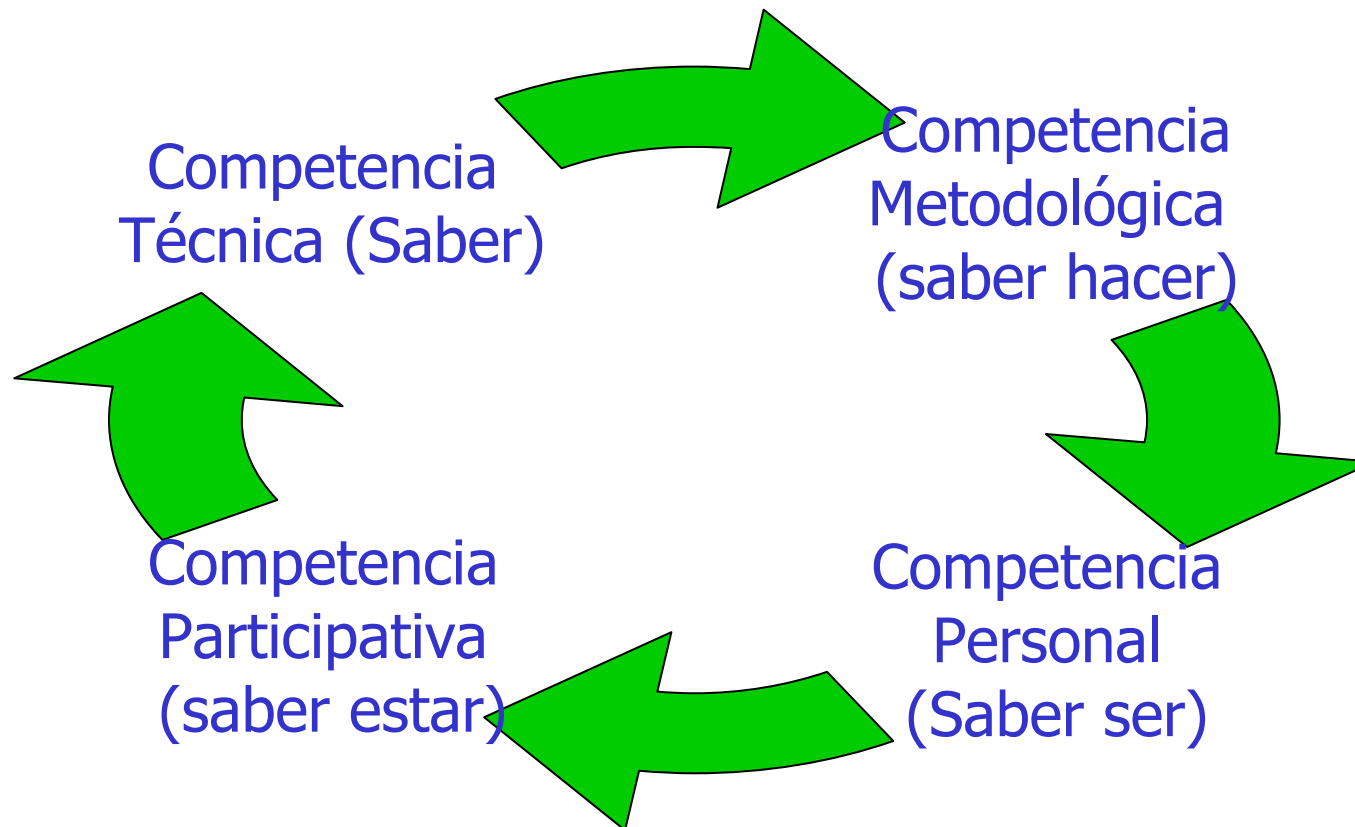 Competencia
Técnica (Saber)
Competencia
Metodológica
(saber hacer)
Competencia
Participativa
(saber estar)
Competencia
Personal
(Saber ser)